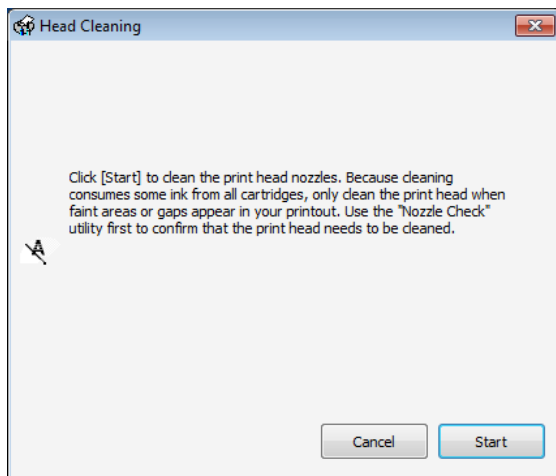 Head Cleaning
Click [Start] to clean the print head nozzles. Because cleaning
consumes some ink from all cartridges, only clean the print head when
faint areas or gaps appear in your printout. Use the "Nozzle Check"
utility first to confirm that the print head needs to be cleaned.
A
Cancel Start